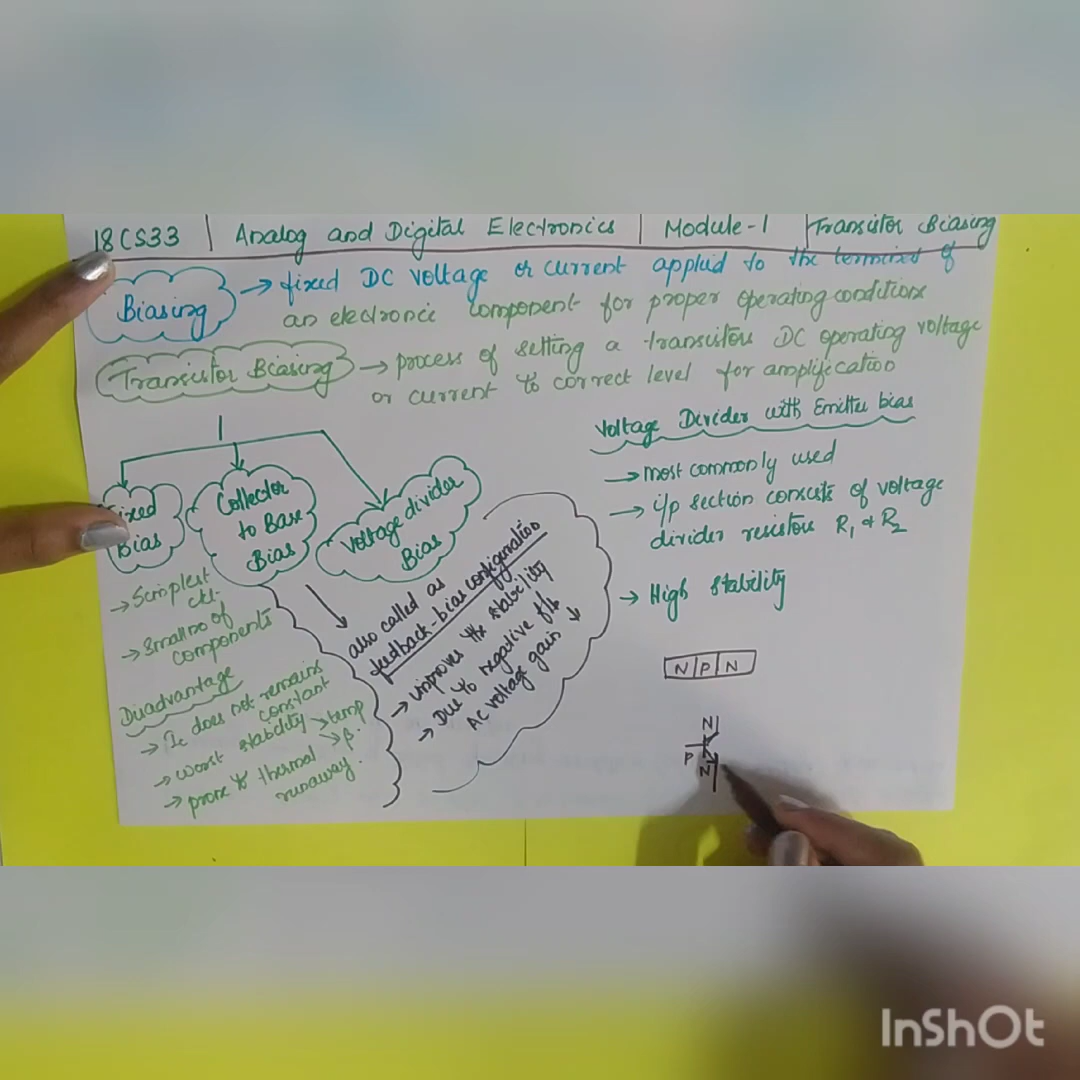 18CS33 | Analog and Digital Electronics | Module-1 | Transistor Biasing
Biasing → fixed DC voltage or current applied to the terminal of
an electronic component for proper operating conditions
Transistor Biasing → process of setting a transistors DC operating voltage
or current to correct level for amplification
Fixed
Bias
→ Simplest
ckt.
→ Small no of
components
Disadvantage
→ Ic does not remains
constant
→ worst stability → temp
→ β.
→ prone to thermal
runaway.
Collector
to Base
Bias
also called as
feedback-bias configuration
→ improves the stability
→ Due to negative f/b
AC voltage gain ↓
Voltage divider
Bias
Voltage Divider with Emitter bias
→ most commonly used
→ i/p section consists of voltage
divider resistors R1 & R2
→ High stability
N|P|N
N
P
N
InShOt